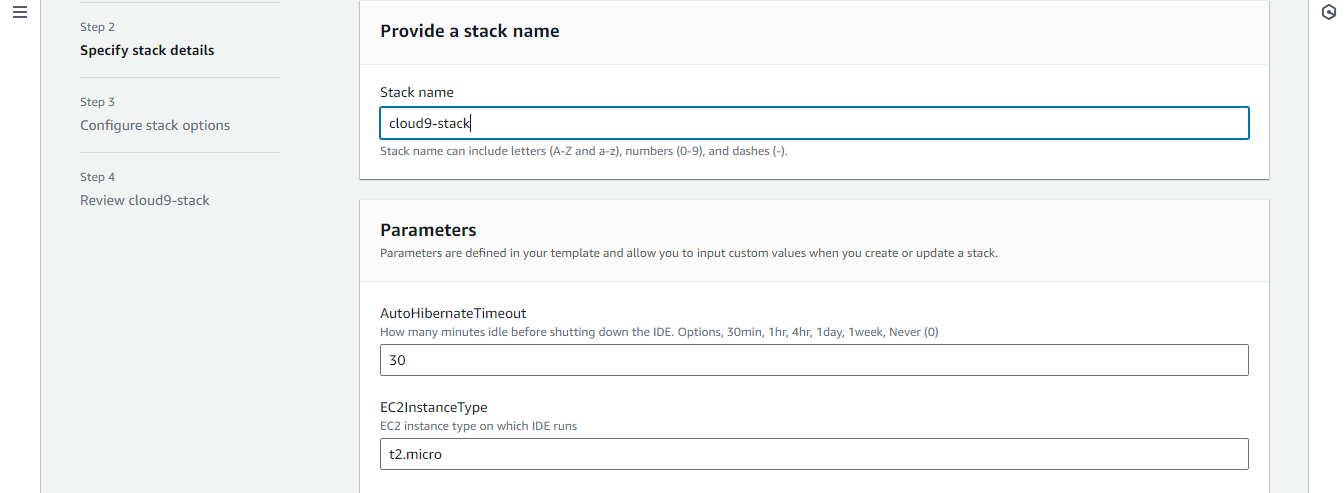 Step 2
Specify stack details
Step 3
Configure stack options
Step 4
Review cloud9-stack
Provide a stack name
Stack name
cloud9-stack
Stack name can include letters (A-Z and a-z), numbers (0-9), and dashes (-).
Parameters
Parameters are defined in your template and allow you to input custom values when you create or update a stack.
AutoHibernateTimeout
How many minutes idle before shutting down the IDE. Options, 30min, 1hr, 4hr, 1day, 1week, Never (0)
30
EC2InstanceType
EC2 instance type on which IDE runs
t2.micro